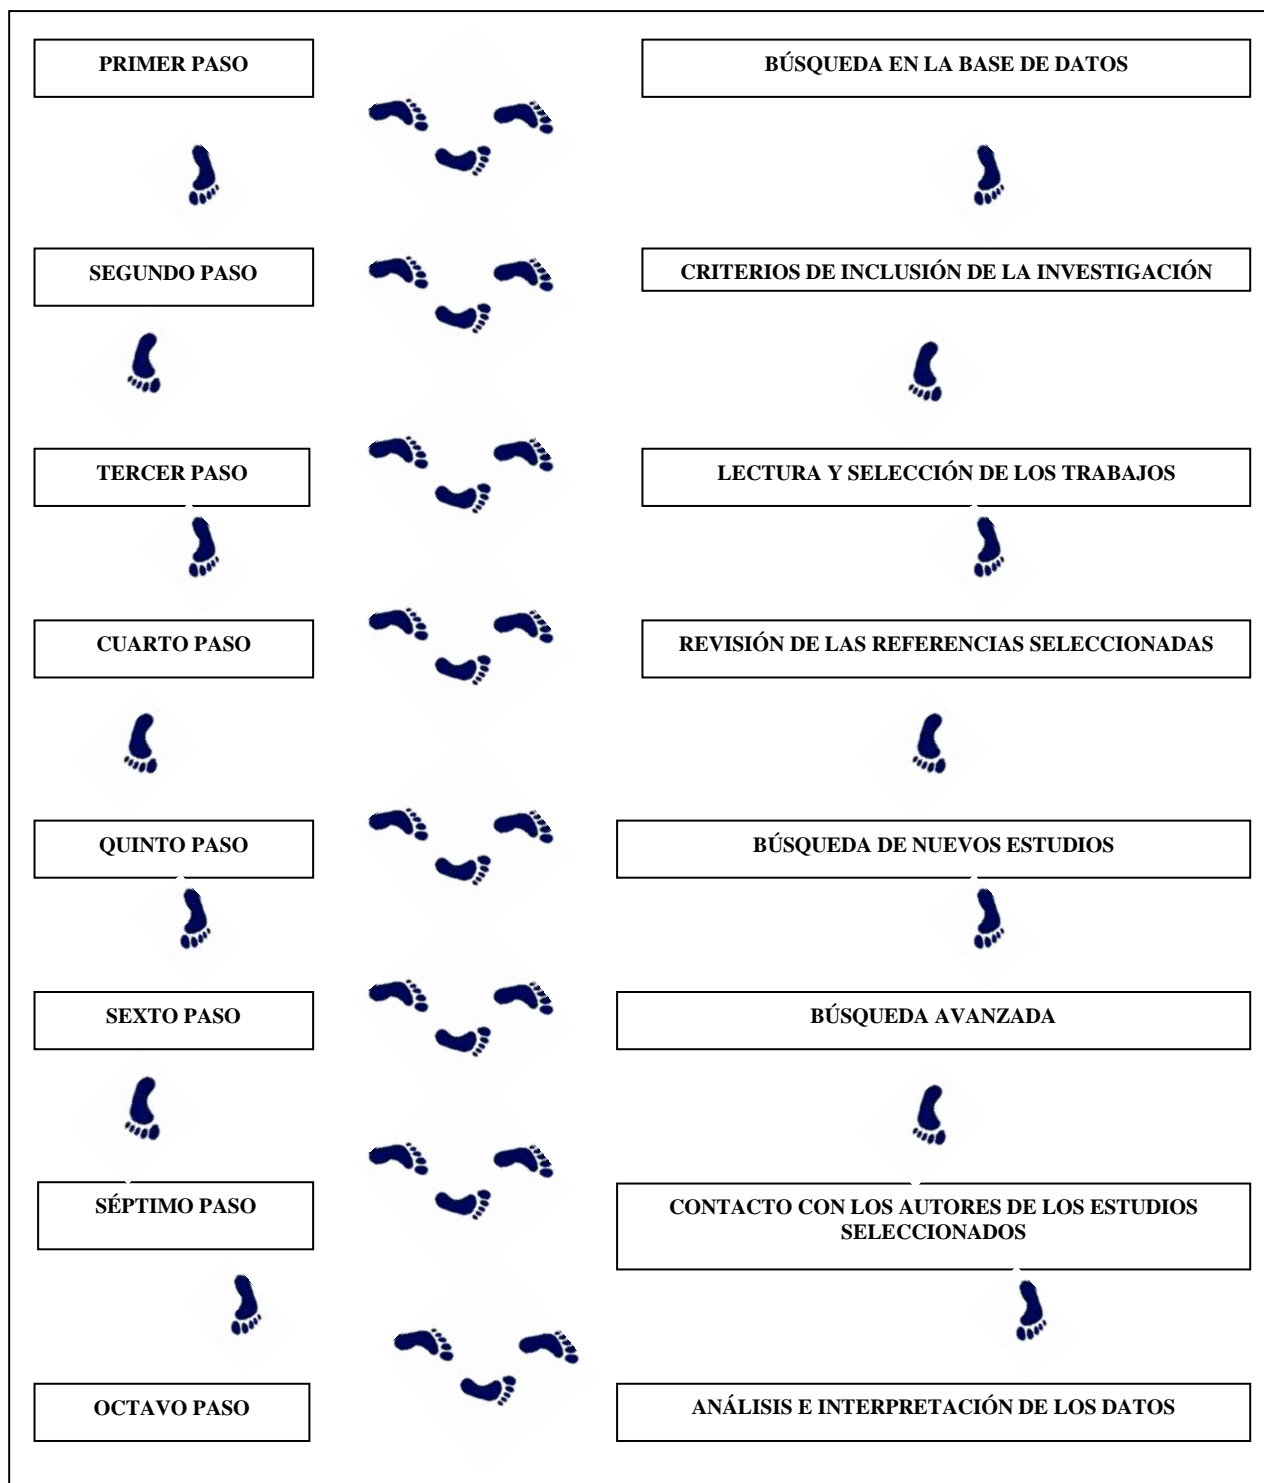 PRIMER PASO
BÚSQUEDA EN LA BASE DE DATOS
SEGUNDO PASO
CRITERIOS DE INCLUSIÓN DE LA INVESTIGACIÓN
TERCER PASO
LECTURA Y SELECCIÓN DE LOS TRABAJOS
CUARTO PASO
REVISIÓN DE LAS REFERENCIAS SELECCIONADAS
QUINTO PASO
BÚSQUEDA DE NUEVOS ESTUDIOS
SEXTO PASO
BÚSQUEDA AVANZADA
SÉPTIMO PASO
CONTACTO CON LOS AUTORES DE LOS ESTUDIOS
SELECCIONADOS
OCTAVO PASO
ANÁLISIS E INTERPRETACIÓN DE LOS DATOS